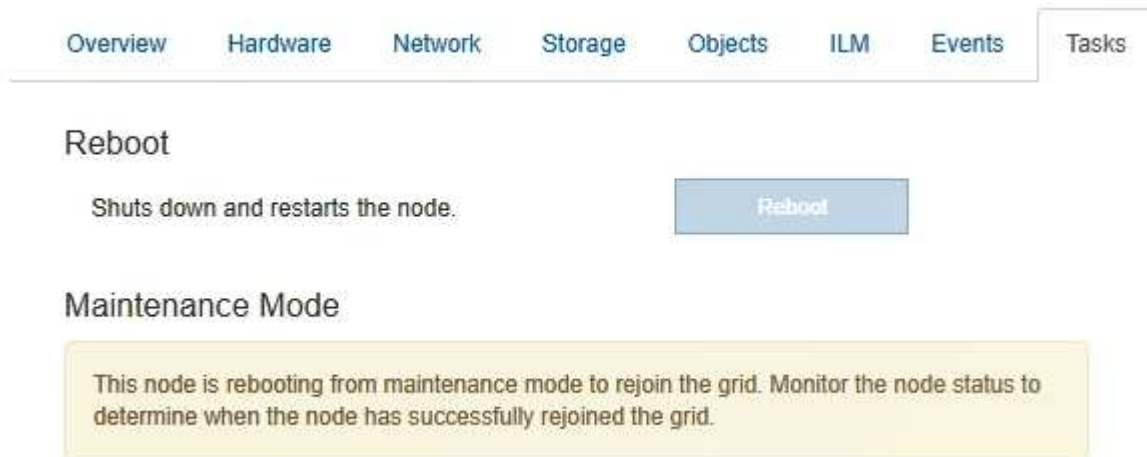 Overview Hardware Network Storage Objects ILM Events Tasks
Reboot
Shuts down and restarts the node. Reboot
Maintenance Mode
This node is rebooting from maintenance mode to rejoin the grid. Monitor the node status to
determine when the node has successfully rejoined the grid.